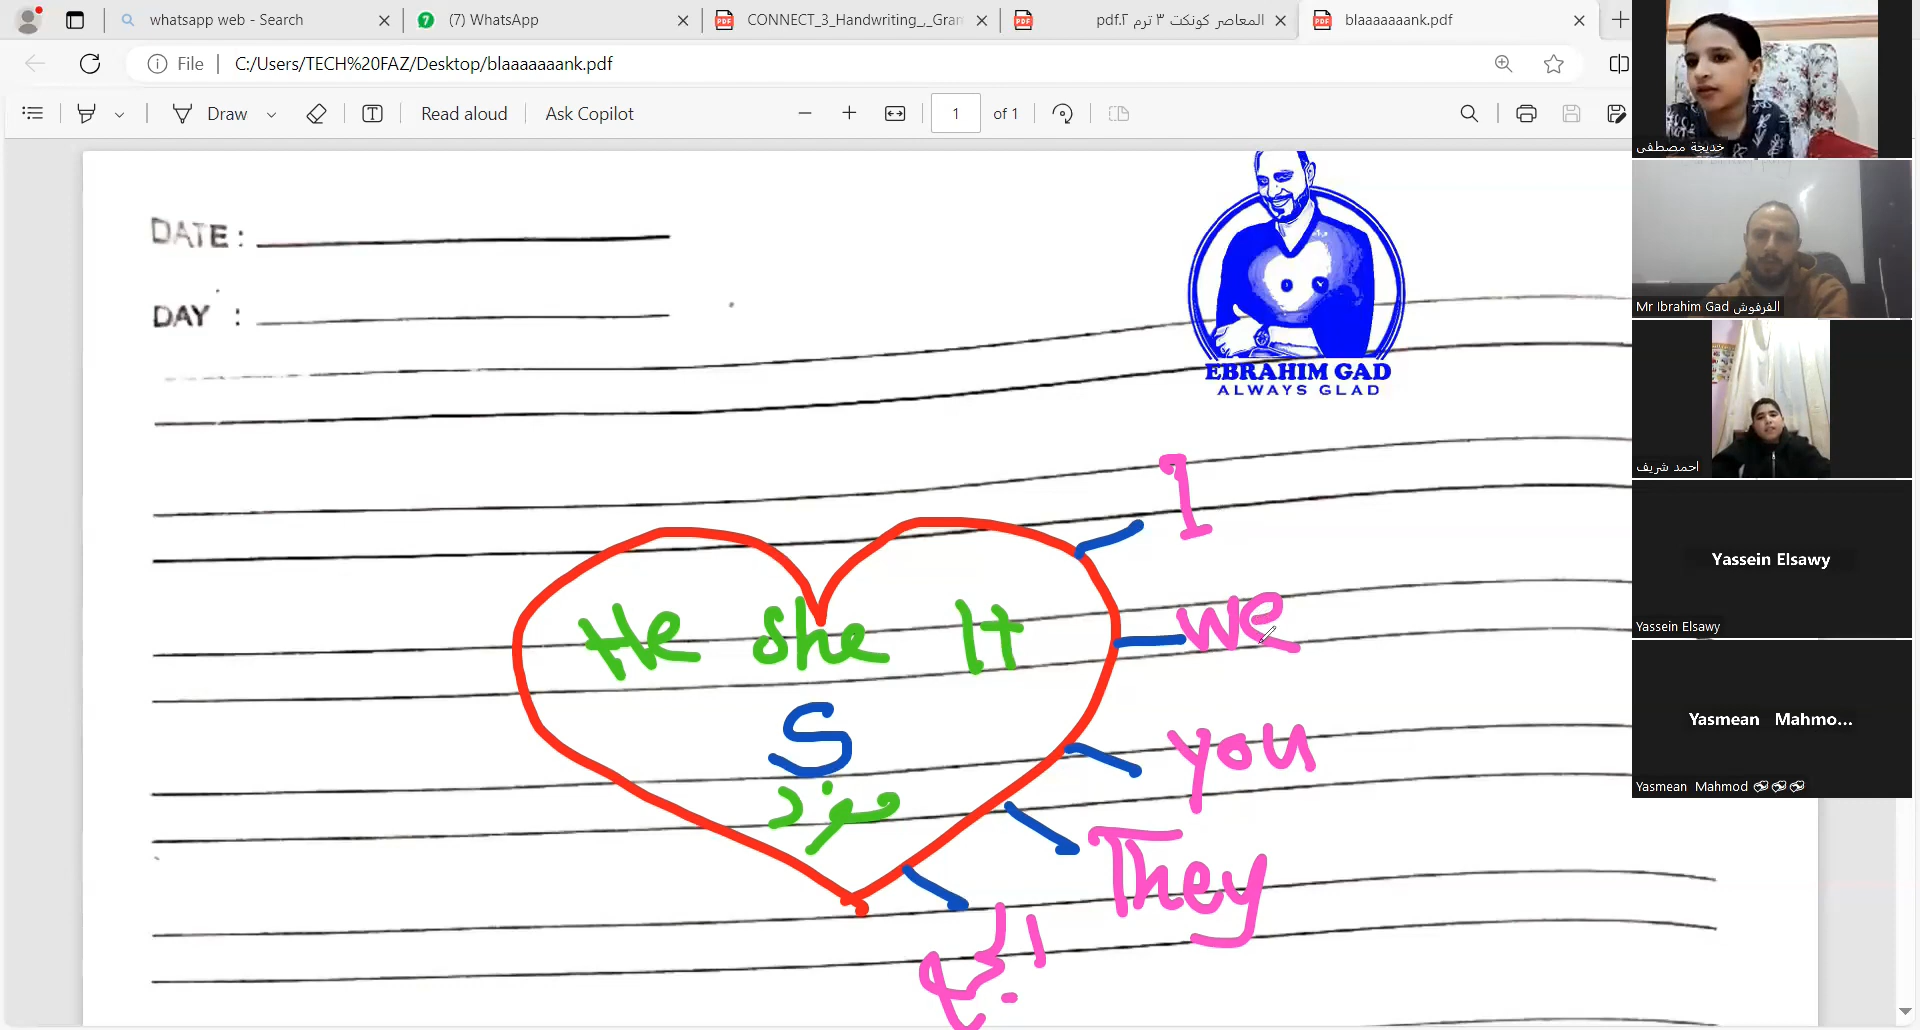 whatsapp web - Search
(7) WhatsApp
CONNECT_3_Handwriting_,_Gran
المعاصر كونكت ٣ ترم ٢.pdf
blaaaaaaank.pdf
File
C:/Users/TECH%20FAZ/Desktop/blaaaaaaank.pdf
Draw
Read aloud
Ask Copilot
1 of 1
DATE :
DAY :
EBRAHIM GAD
ALWAYS GLAD
I
He she It
we
S
you
مفرد
They
الجمع
خديجة مصطفى
Mr Ibrahim Gad الفرفوش
احمد شريف
Yassein Elsawy
Yassein Elsawy
Yasmean Mahmo...
Yasmean Mahmod